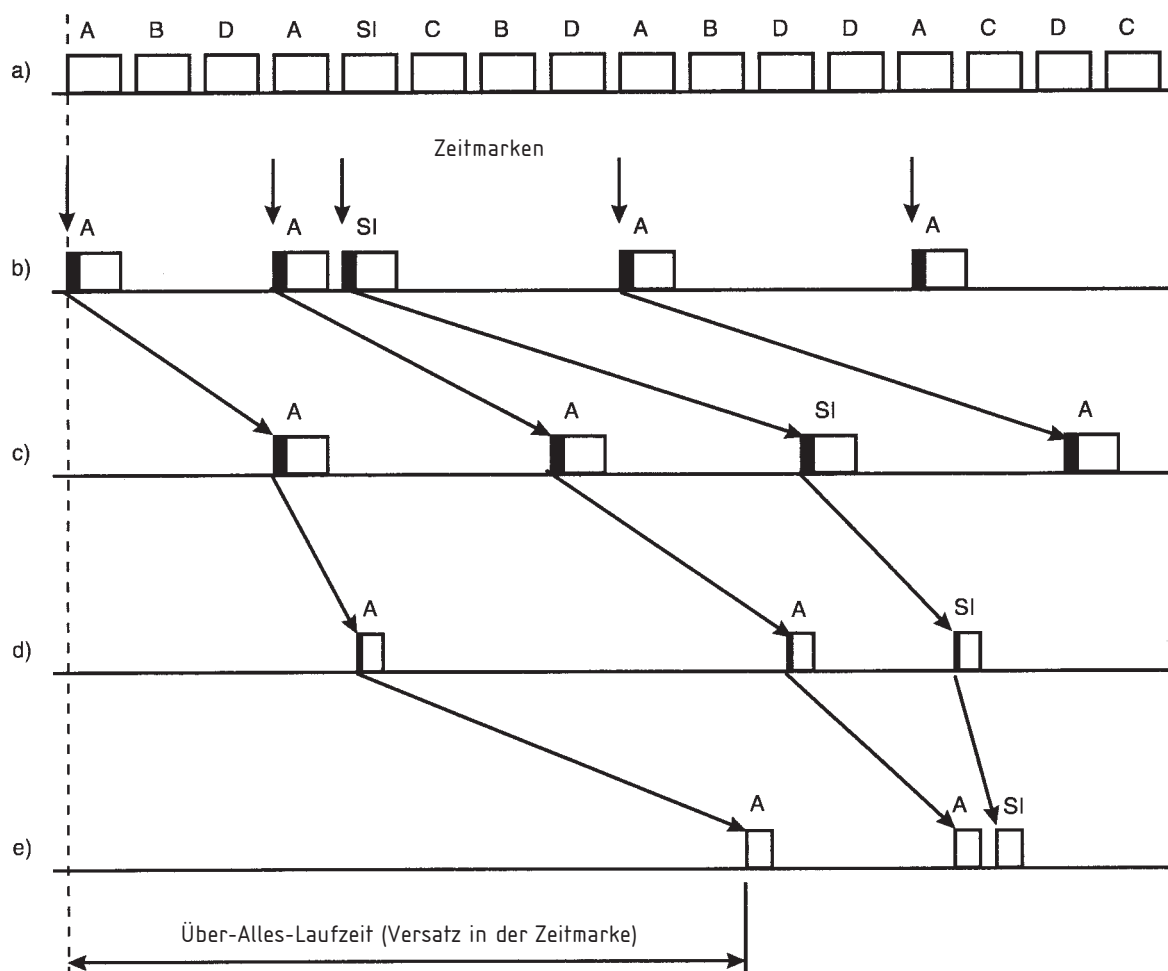 A B D A SI C B D A B D D A C D C
a)
Zeitmarken
A A SI A A
b)
A A SI A
c)
A A SI
d)
A A SI
e)
Über-Alles-Laufzeit (Versatz in der Zeitmarke)